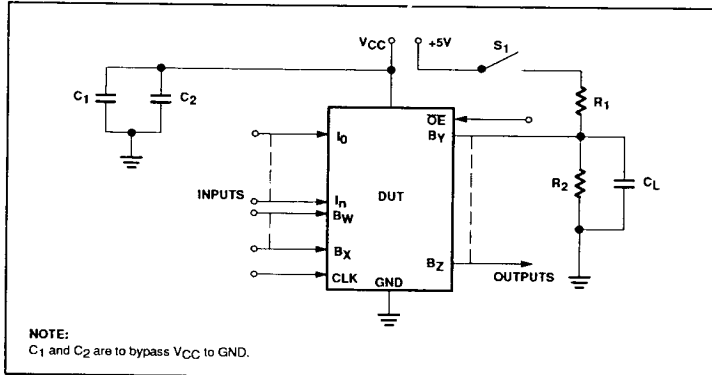 VCC
+5V
S1
C1
C2
R1
OE
I0
BY
INPUTS
In
DUT
R2
CL
BW
BX
BZ
CLK
GND
OUTPUTS
NOTE:
C1 and C2 are to bypass VCC to GND.